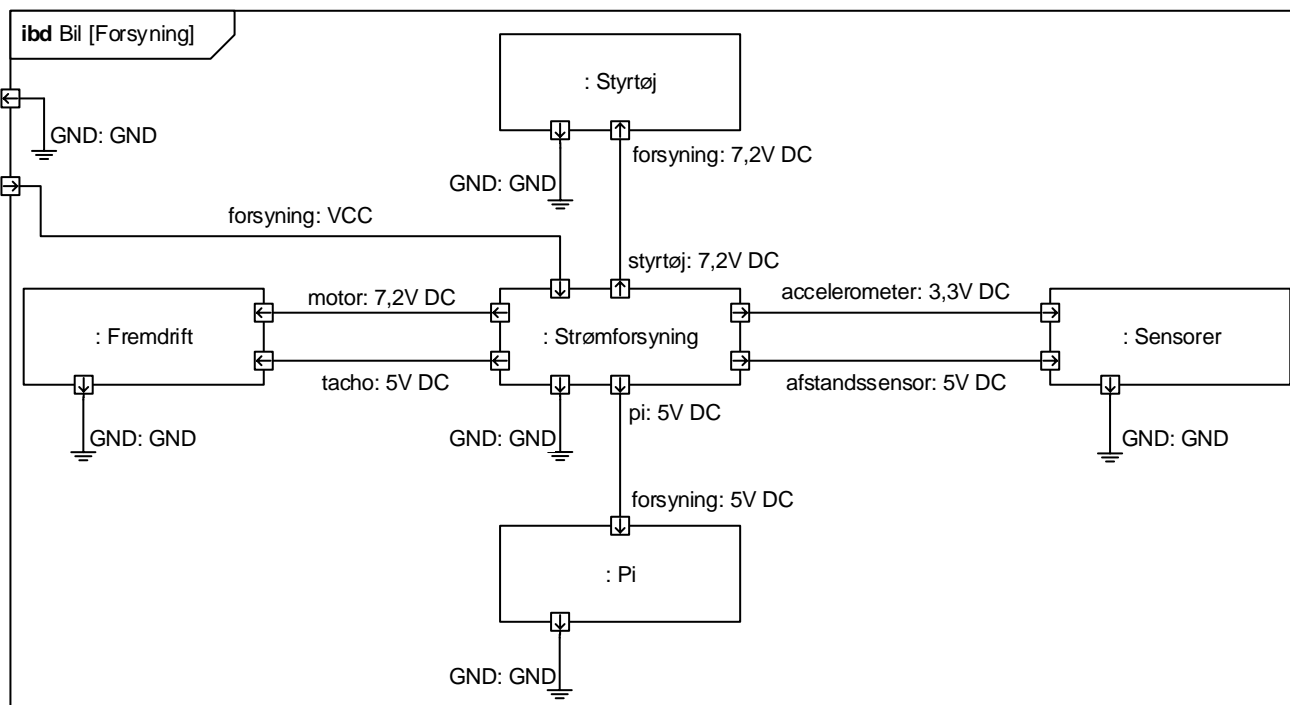 ibd Bil [Forsyning]
: Styrtøj
GND: GND
forsyning: 7,2V DC
GND: GND
forsyning: VCC
styrtøj: 7,2V DC
motor: 7,2V DC
accelerometer: 3,3V DC
: Fremdrift
: Strømforsyning
: Sensorer
tacho: 5V DC
afstandssensor: 5V DC
pi: 5V DC
GND: GND
GND: GND
GND: GND
forsyning: 5V DC
: Pi
GND: GND